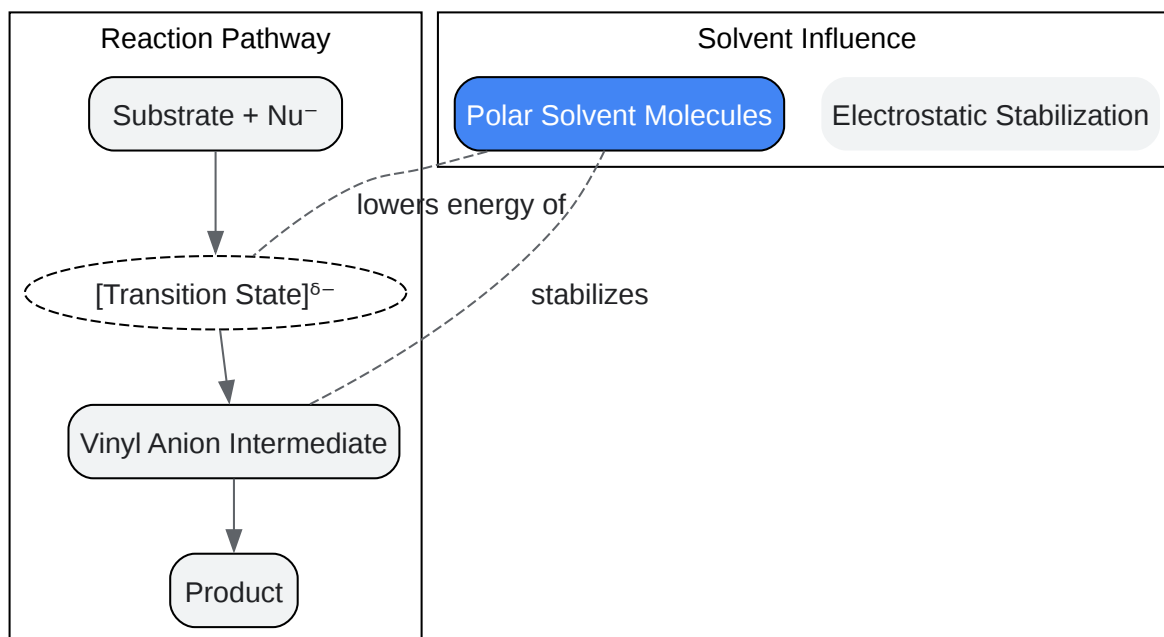 Reaction Pathway
Solvent Influence
Substrate + Nu⁻
Polar Solvent Molecules
Electrostatic Stabilization
lowers energy of
[Transition State]ᵟ⁻
stabilizes
Vinyl Anion Intermediate
Product